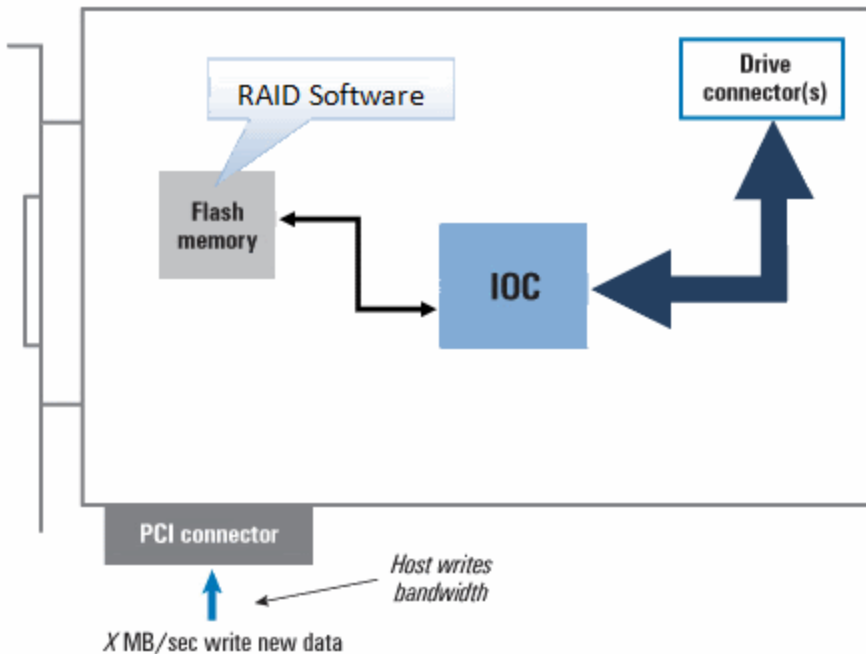 RAID Software
Drive
connector(s)
Flash
memory
IOC
PCI connector
Host writes
bandwidth
X MB/sec write new data